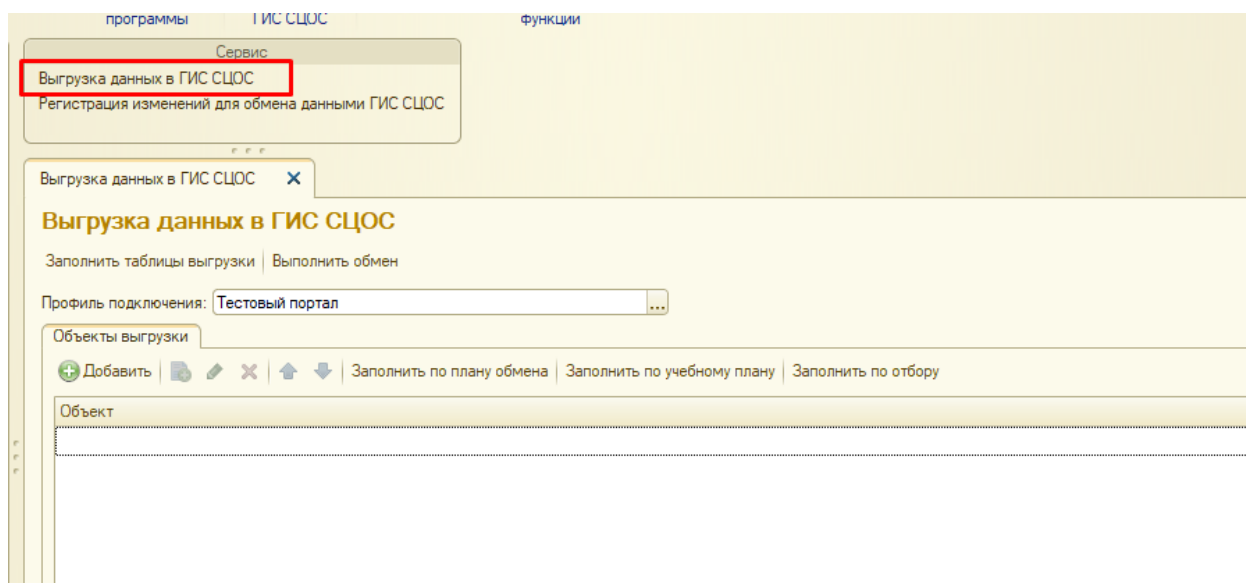 программы ГИС СЦОС функции
Сервис
Выгрузка данных в ГИС СЦОС
Регистрация изменений для обмена данными ГИС СЦОС
Выгрузка данных в ГИС СЦОС
Выгрузка данных в ГИС СЦОС
Заполнить таблицы выгрузки Выполнить обмен
Профиль подключения: Тестовый портал ...
Объекты выгрузки
Добавить Заполнить по плану обмена Заполнить по учебному плану Заполнить по отбору
Объект